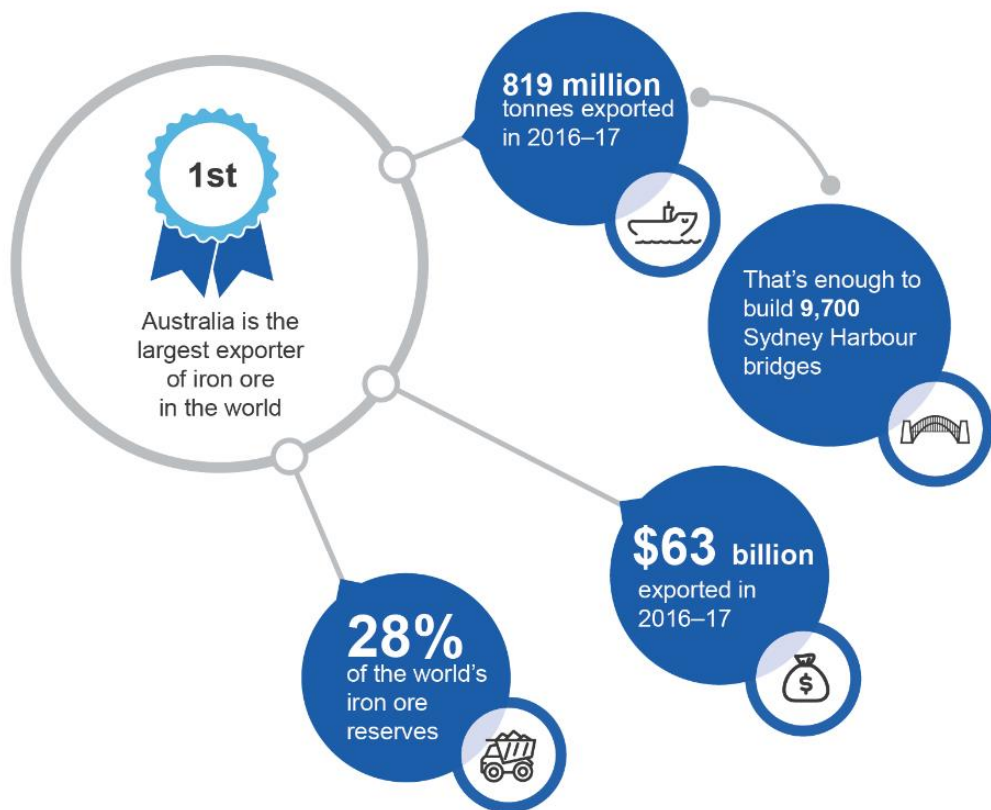 1st
Australia is the
largest exporter
of iron ore
in the world
819 million
tonnes exported
in 2016–17
That’s enough to
build 9,700
Sydney Harbour
bridges
$63 billion
exported in
2016–17
$
28%
of the world’s
iron ore
reserves